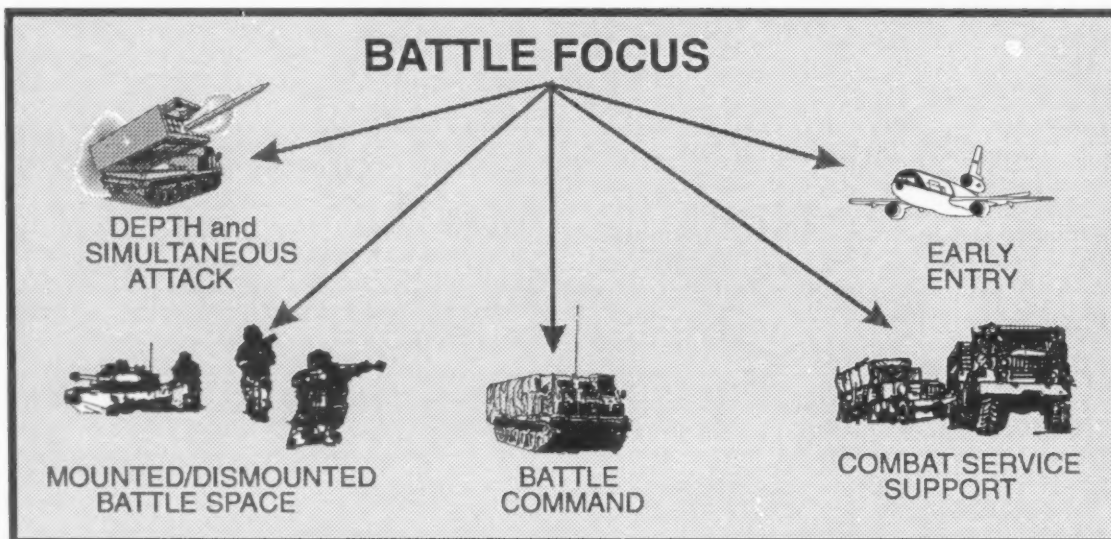 BATTLE FOCUS
DEPTH and
SIMULTANEOUS
ATTACK
EARLY
ENTRY
MOUNTED/DISMOUNTED
BATTLE SPACE
BATTLE
COMMAND
COMBAT SERVICE
SUPPORT